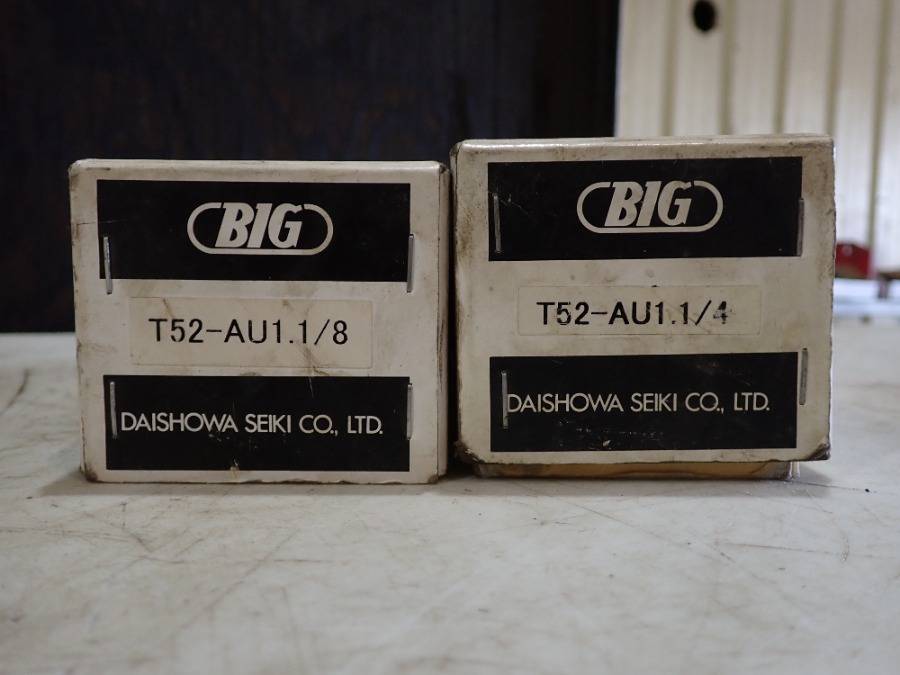 BIG
T52-AU1.1/8
DAISHOWA SEIKI CO., LTD.
BIG
T52-AU1.1/4
DAISHOWA SEIKI CO., LTD.